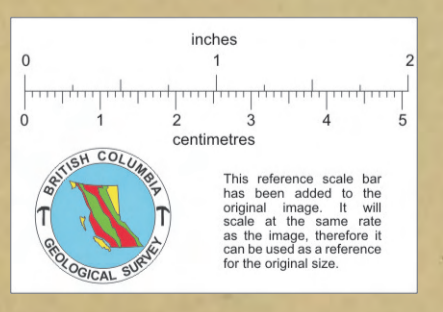 inches
0 1 2
0 1 2 3 4 5
centimetres
BRITISH COLUMBIA
GEOLOGICAL SURVEY
This reference scale bar
has been added to the
original image. It will
scale at the same rate
as the image, therefore it
can be used as a reference
for the original size.